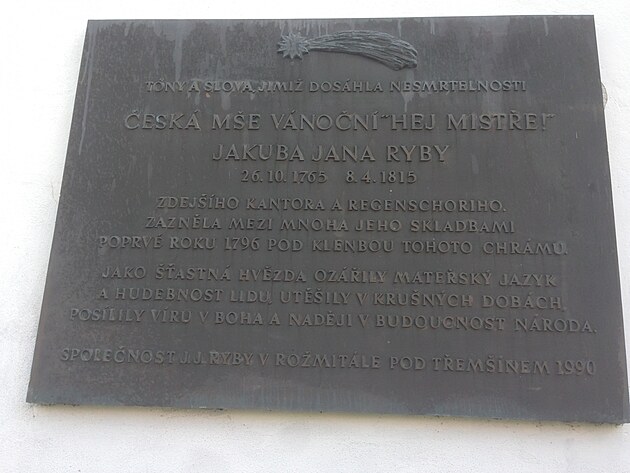 TÓNY A SLOVA, JIMIŽ DOSÁHLA NESMRTELNOSTI
ČESKÁ MŠE VÁNOČNÍ "HEJ MISTŘE!"
JAKUBA JANA RYBY
26.10.1765 8.4.1815
ZDEJŠÍHO KANTORA A REGENSCHORIHO.
ZAZNĚLA MEZI MNOHA JEHO SKLADBAMI
POPRVÉ ROKU 1796 POD KLENBOU TOHOTO CHRÁMU.
JAKO ŠŤASTNÁ HVĚZDA OZÁŘILY MATEŘSKÝ JAZYK
A HUDEBNOST LIDU, UTĚŠILY V KRUŠNÝCH DOBÁCH,
POSÍLILY VÍRU V BOHA A NADĚJI V BUDOUCNOST NÁRODA.
SPOLEČNOST J.J. RYBY V ROŽMITÁLE POD TŘEMŠÍNEM 1990